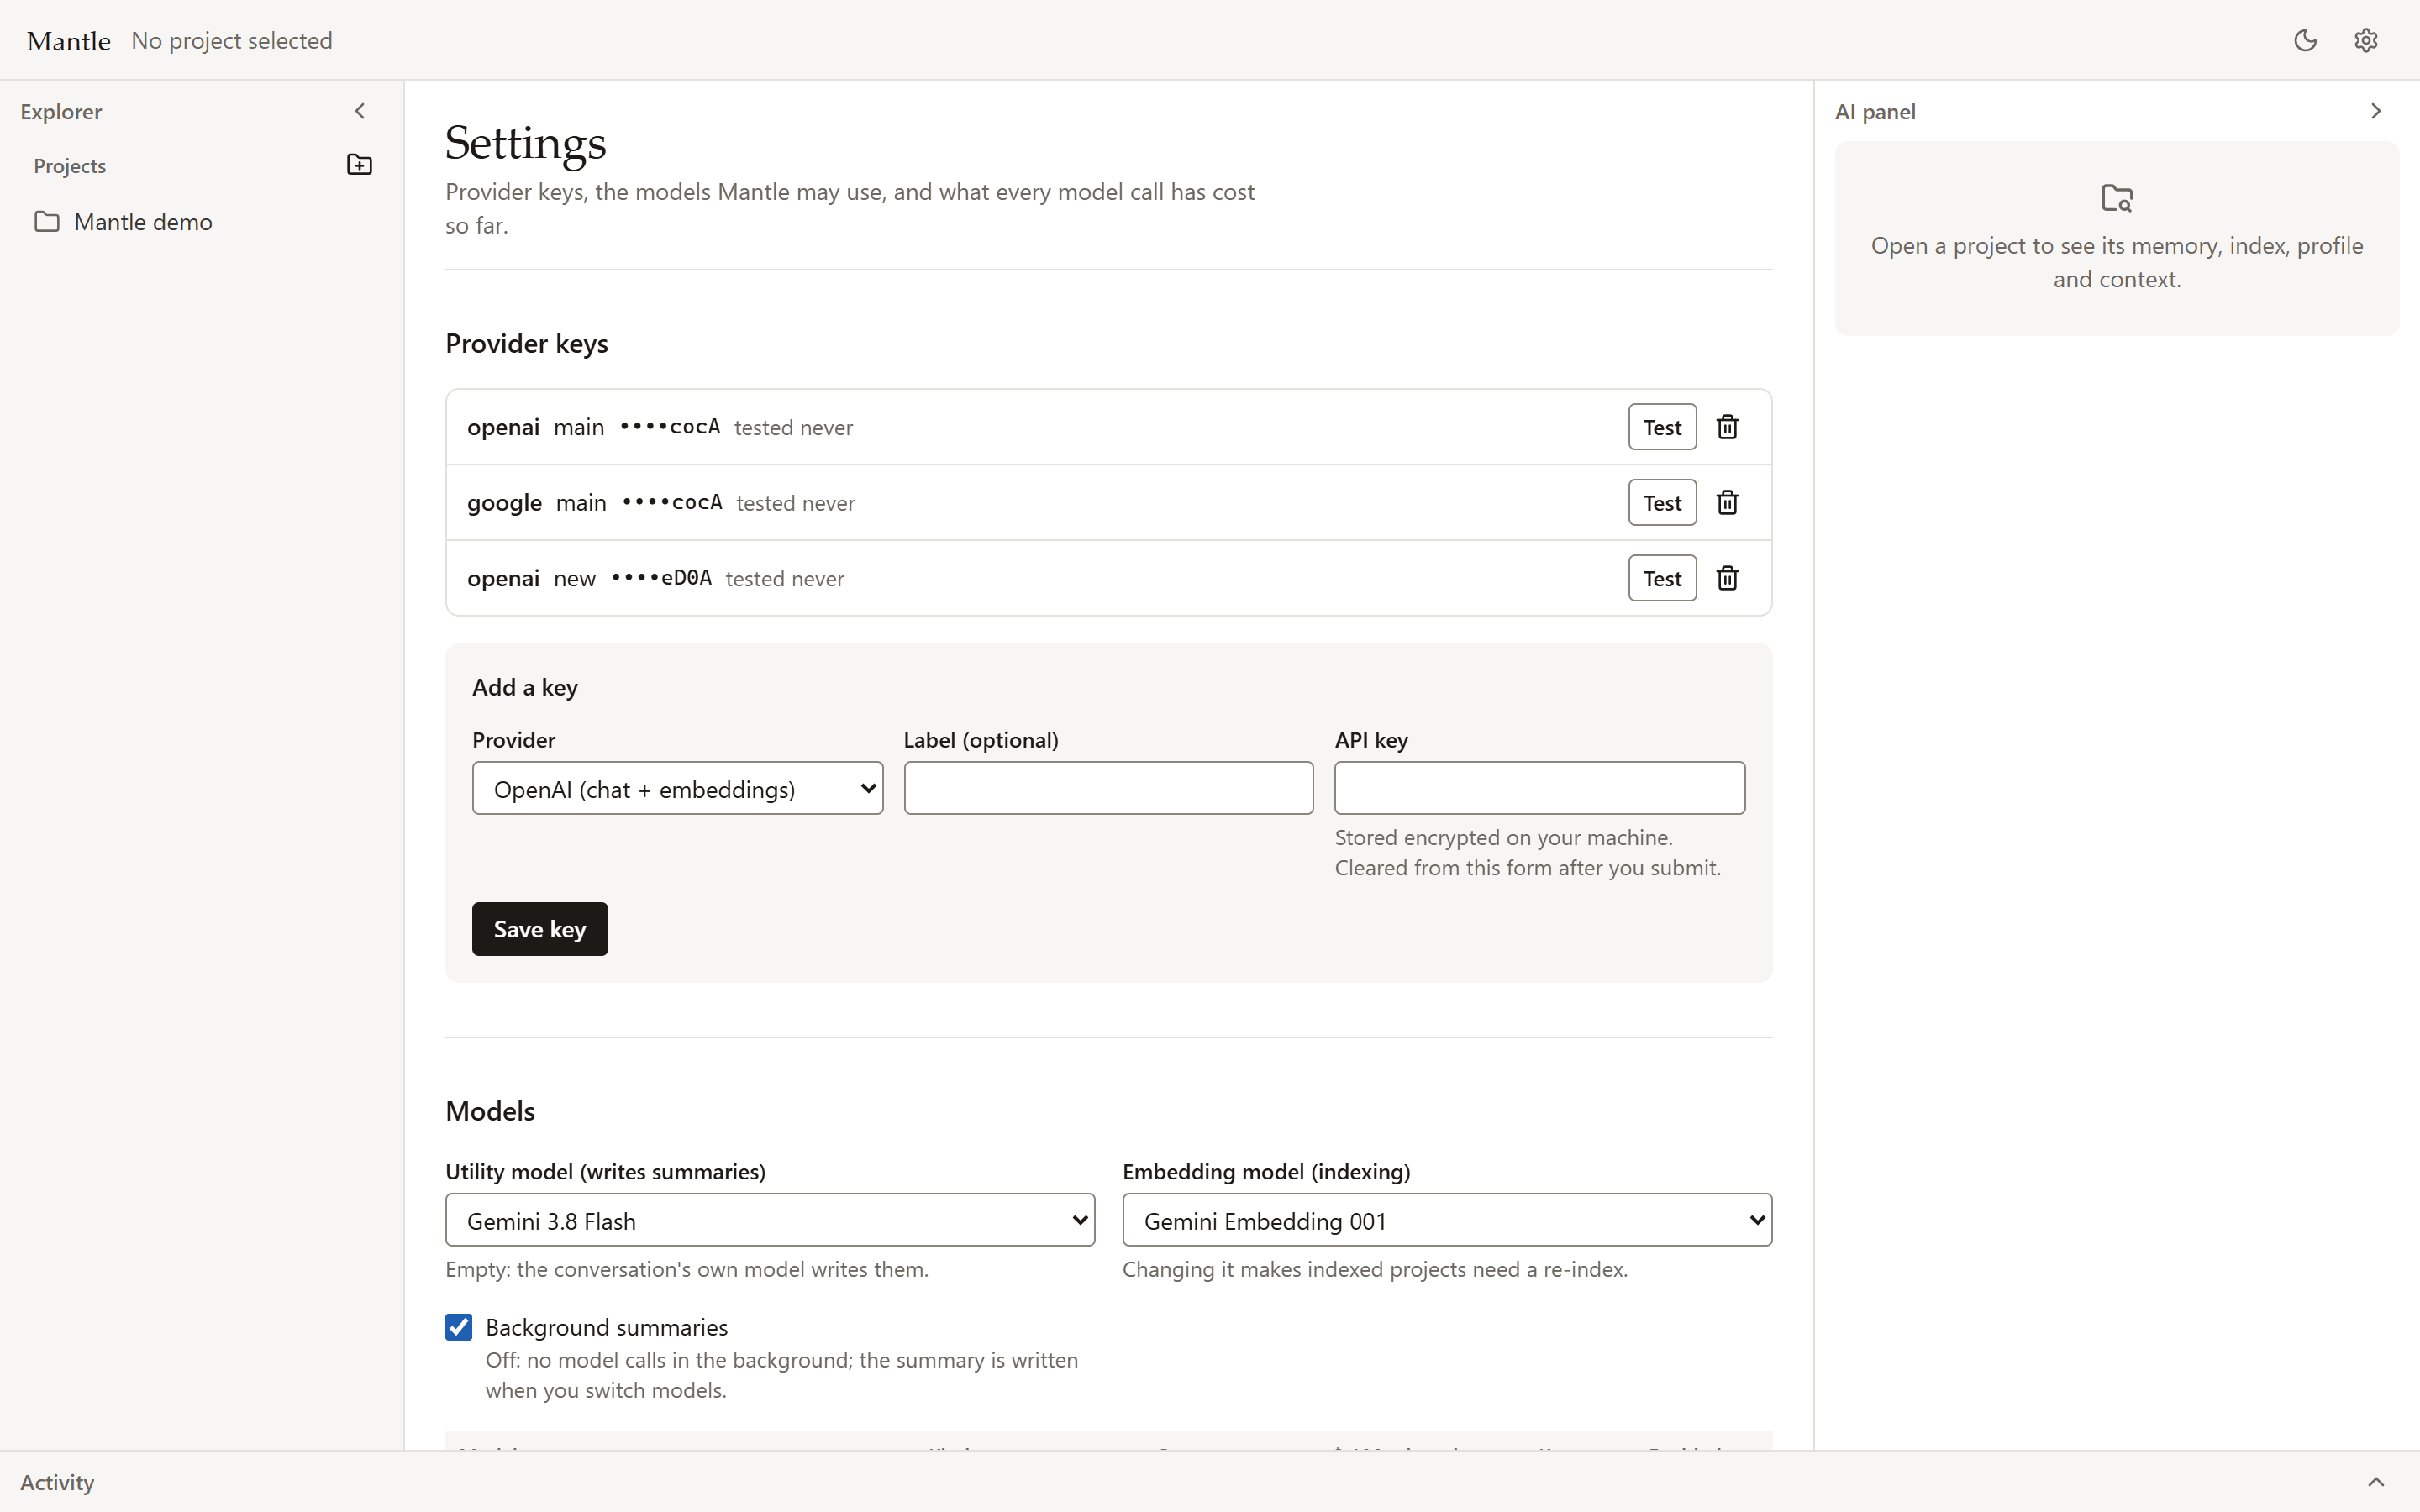 Mantle No project selected
Explorer
Projects
Mantle demo
Settings
Provider keys, the models Mantle may use, and what every model call has cost
so far.
Provider keys
openai main ••••cocA tested never Test
google main ••••cocA tested never Test
openai new ••••eD0A tested never Test
Add a key
Provider Label (optional) API key
OpenAI (chat + embeddings)
Stored encrypted on your machine.
Cleared from this form after you submit.
Save key
Models
Utility model (writes summaries) Embedding model (indexing)
Gemini 3.8 Flash Gemini Embedding 001
Empty: the conversation's own model writes them. Changing it makes indexed projects need a re-index.
Background summaries
Off: no model calls in the background; the summary is written
when you switch models.
AI panel
Open a project to see its memory, index, profile
and context.
Activity